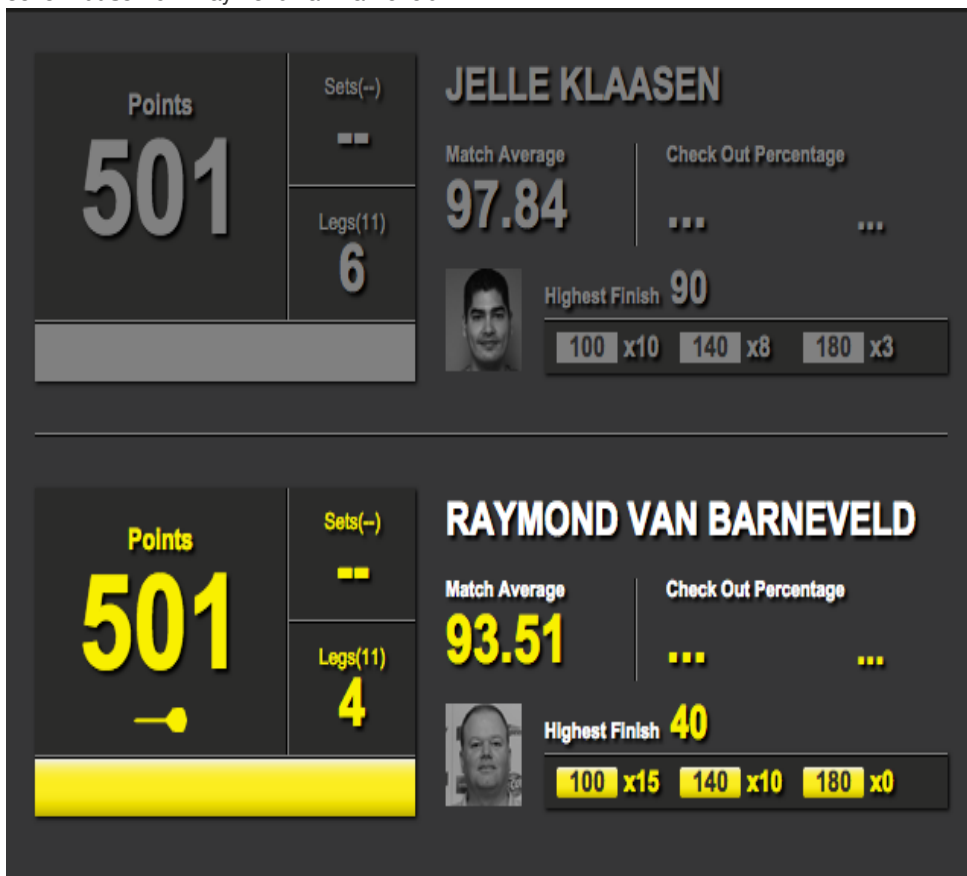 JELLE KLAASEN
Points
501
Sets(--)
--
Legs(11)
6
Match Average
97.84
Check Out Percentage
... ...
Highest Finish 90
100 x10 140 x8 180 x3
RAYMOND VAN BARNEVELD
Points
501
Sets(--)
--
Legs(11)
4
Match Average
93.51
Check Out Percentage
... ...
Highest Finish 40
100 x15 140 x10 180 x0